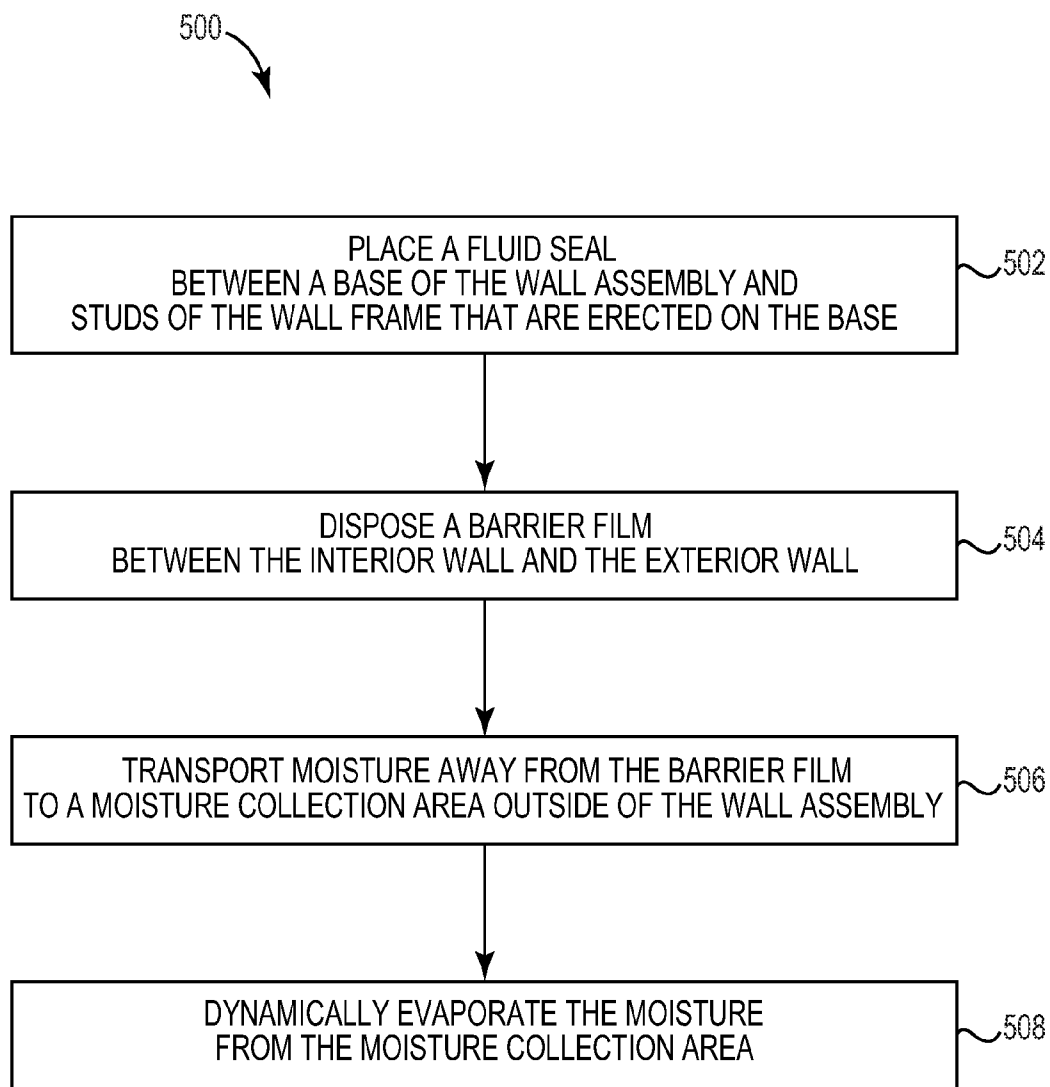 500
PLACE A FLUID SEAL
BETWEEN A BASE OF THE WALL ASSEMBLY AND
STUDS OF THE WALL FRAME THAT ARE ERECTED ON THE BASE
502
DISPOSE A BARRIER FILM
BETWEEN THE INTERIOR WALL AND THE EXTERIOR WALL
504
TRANSPORT MOISTURE AWAY FROM THE BARRIER FILM
TO A MOISTURE COLLECTION AREA OUTSIDE OF THE WALL ASSEMBLY
506
DYNAMICALLY EVAPORATE THE MOISTURE
FROM THE MOISTURE COLLECTION AREA
508